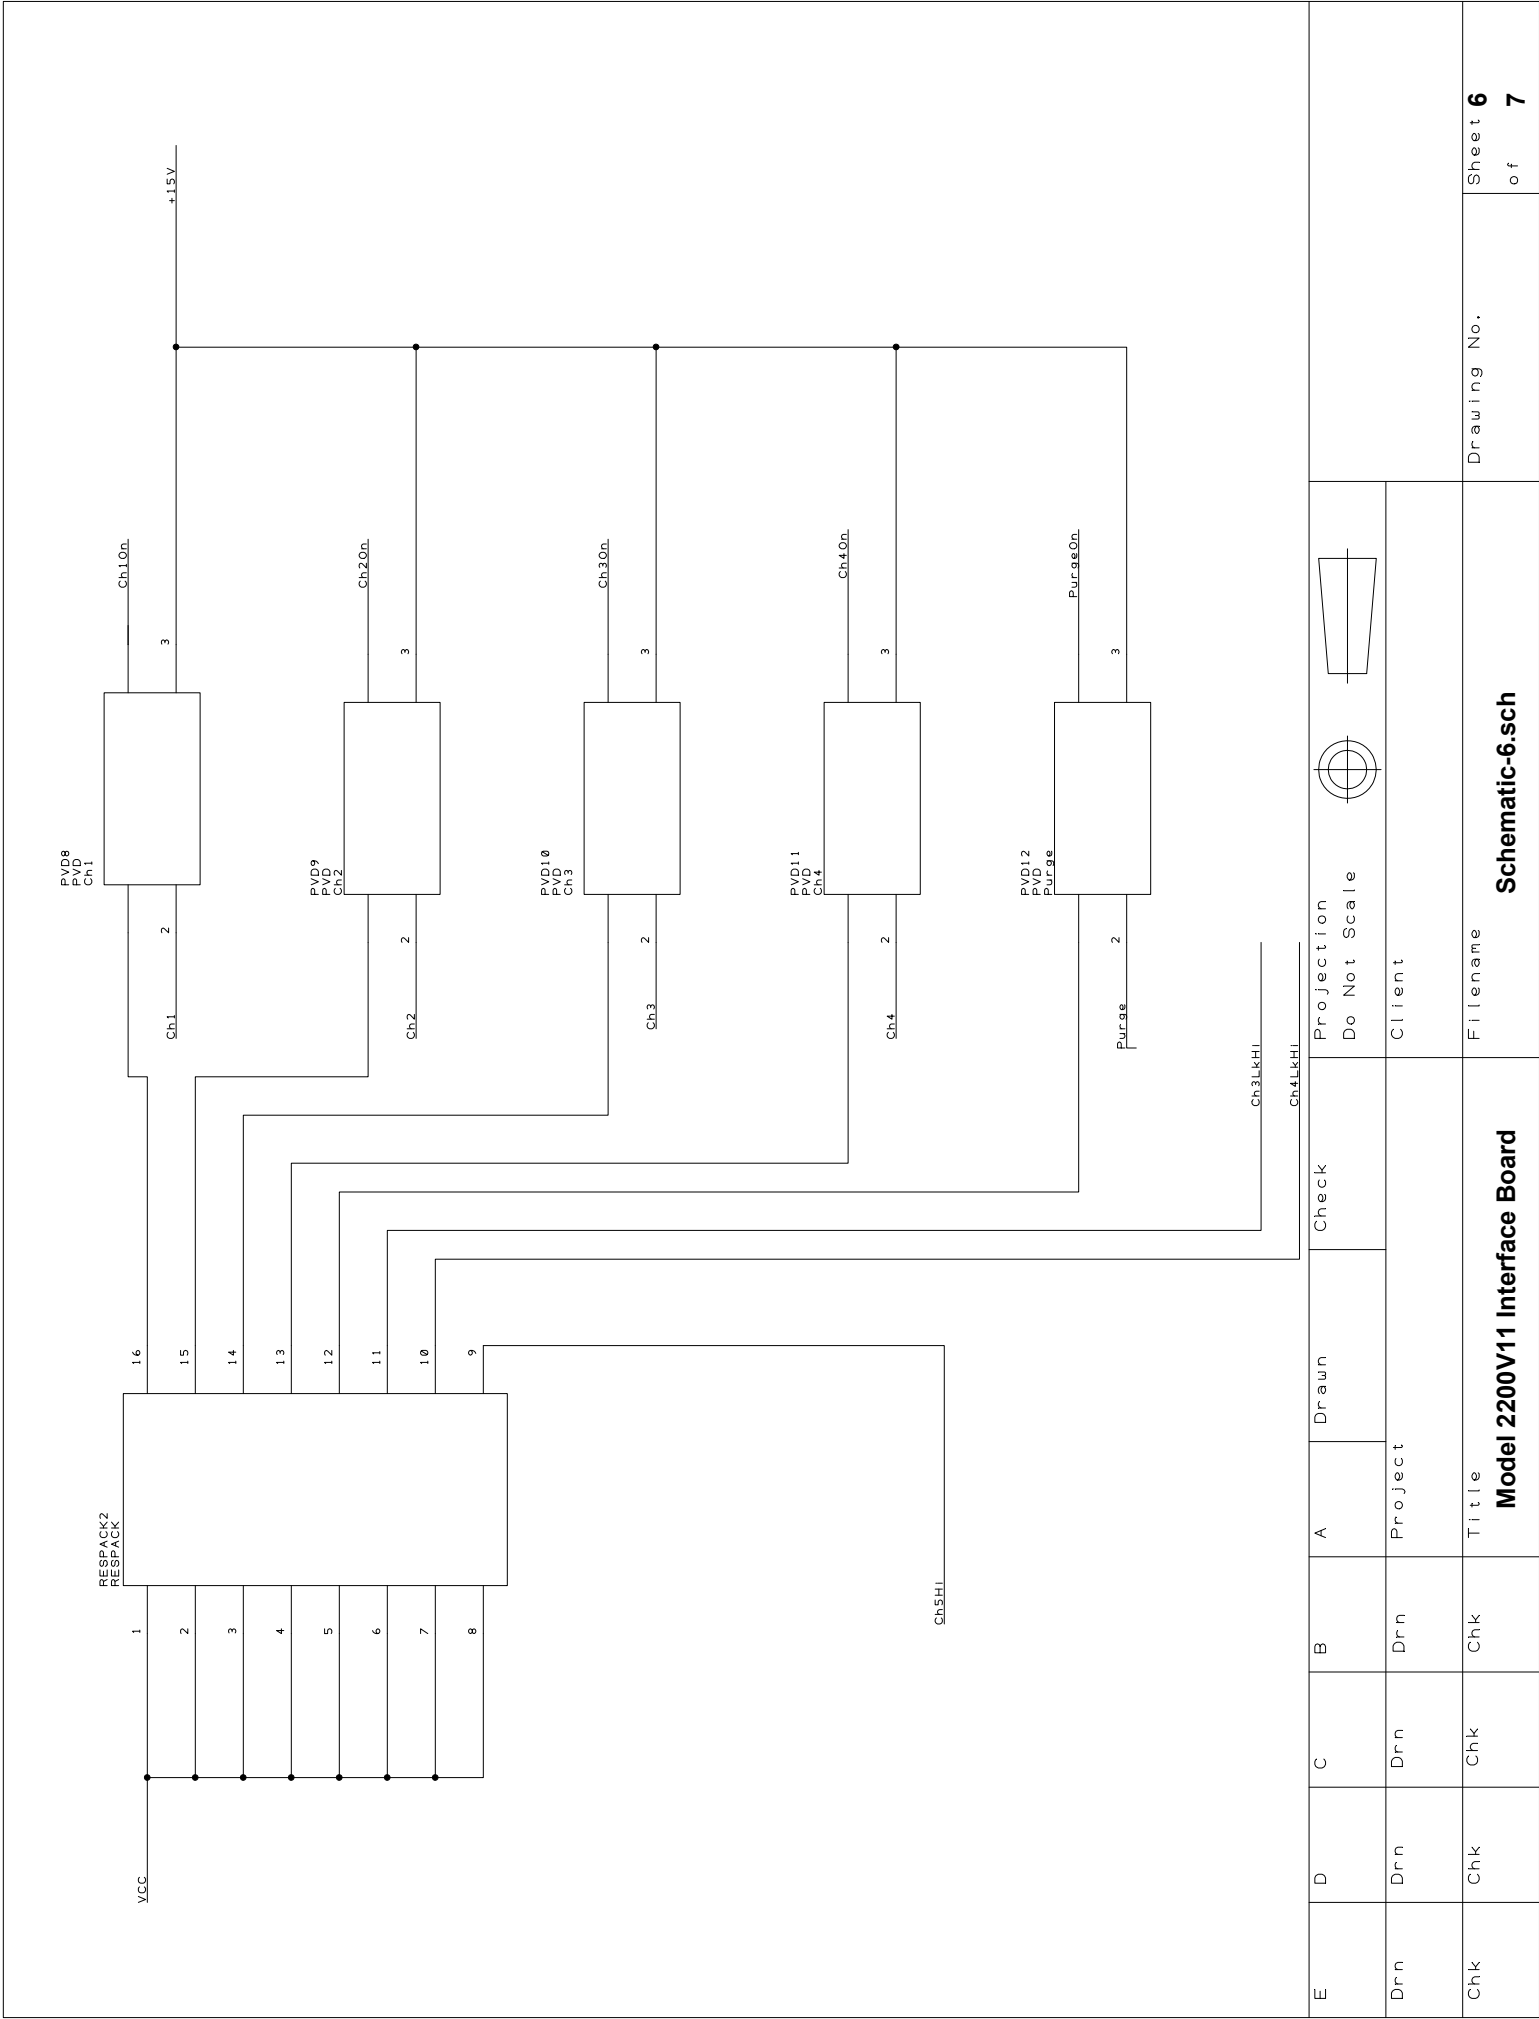 VCC
RESPACK2
RESPACK
1
2
3
4
5
6
7
8
16
15
14
13
12
11
10
9
Ch5Hi
PVD8
PVD
Ch1
2
Ch1
3
Ch1On
+15V
PVD9
PVD
Ch2
2
Ch2
3
Ch2On
PVD10
PVD
Ch3
2
Ch3
3
Ch3On
PVD11
PVD
Ch4
2
Ch4
3
Ch4On
PVD12
PVD
Purge
2
Purge
3
PurgeOn
Ch3LkHi
Ch4LkHi
E D C B A Drawn Check Projection
Do Not Scale
Drn Drn Drn Drn Project Client
Chk Chk Chk Chk Title Filename Drawing No. Sheet 6
Model 2200V11 Interface Board Schematic-6.sch of 7